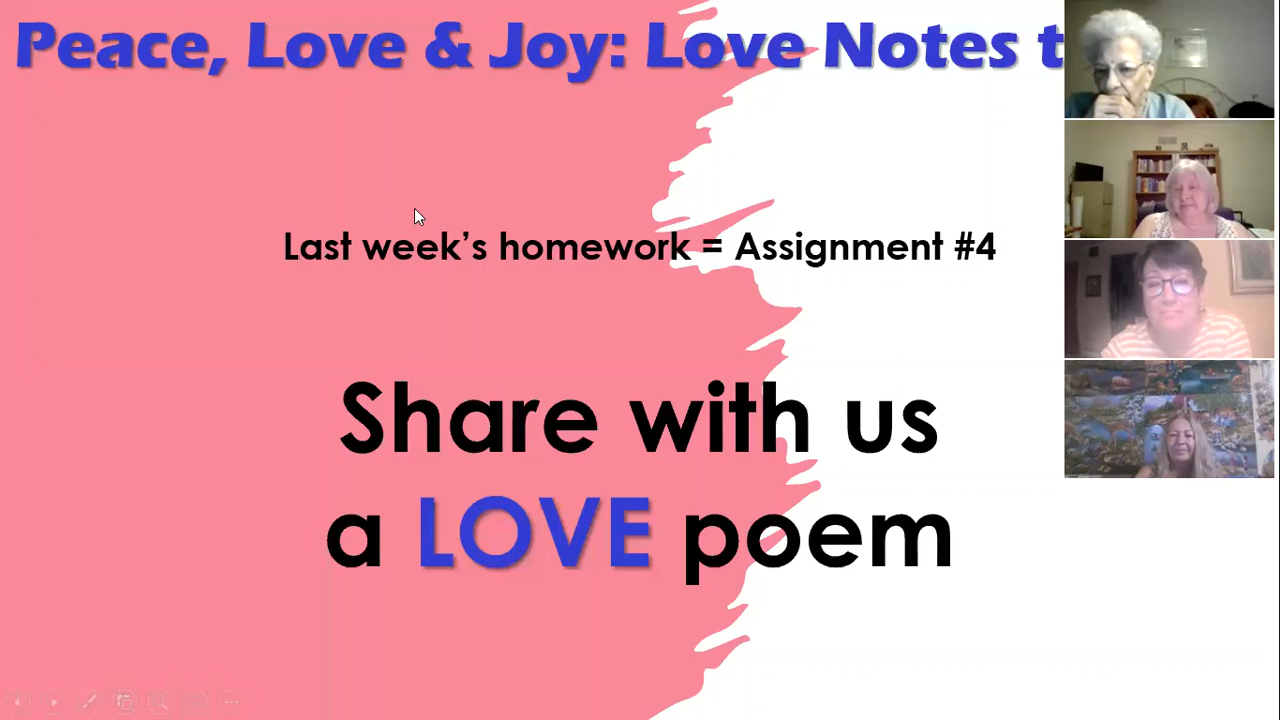 Peace, Love & Joy: Love Notes t
Last week's homework = Assignment #4
Share with us
a LOVE poem